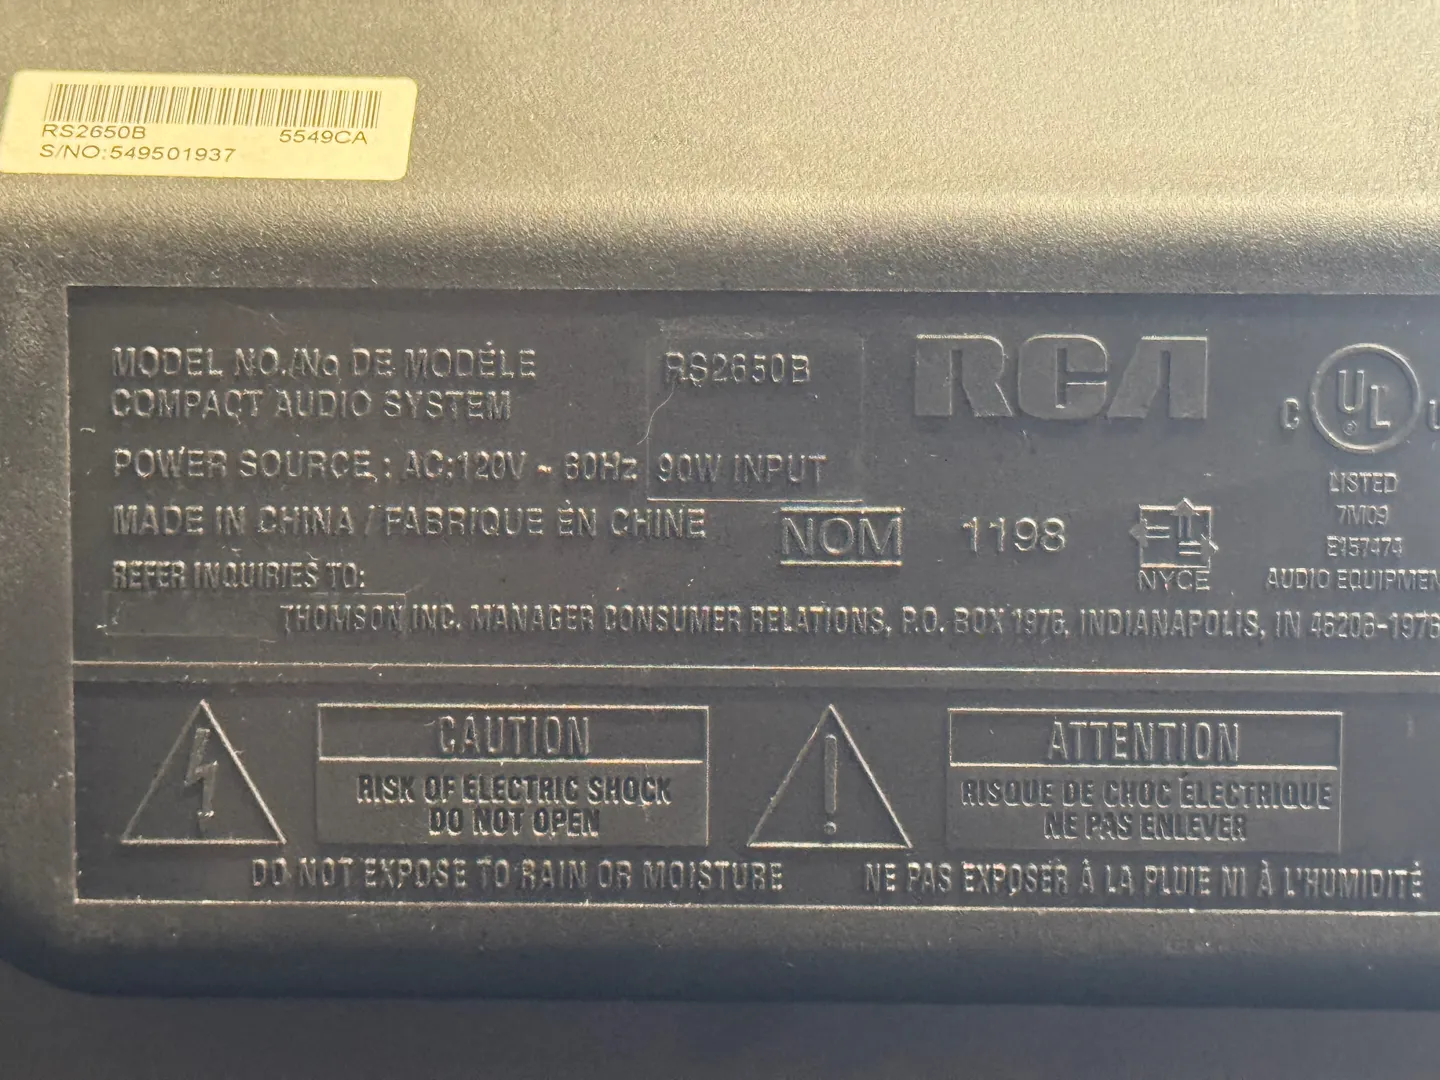 RS2650B 5549CA
S/NO:549501937
MODEL NO./No DE MODÈLE RS2650B
COMPACT AUDIO SYSTEM
POWER SOURCE : AC:120V ~ 60Hz 90W INPUT
MADE IN CHINA / FABRIQUE EN CHINE
REFER INQUIRIES TO:
THOMSON INC. MANAGER CONSUMER RELATIONS, P.O. BOX 1976, INDIANAPOLIS, IN 46206-1976
RCA
NOM 1198
NYCE
C UL U
LISTED
7M09
E157474
AUDIO EQUIPMEN
CAUTION
RISK OF ELECTRIC SHOCK
DO NOT OPEN
DO NOT EXPOSE TO RAIN OR MOISTURE
ATTENTION
RISQUE DE CHOC ÉLECTRIQUE
NE PAS ENLEVER
NE PAS EXPOSER À LA PLUIE NI À L'HUMIDITÉ